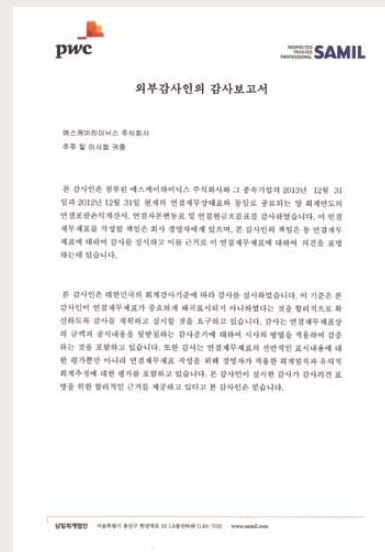 pwc
RESPECTED
TRUSTED
PROFESSIONAL SAMIL
외부감사인의 감사보고서
에스케이하이닉스 주식회사
주주 및 이사회 귀중
본 감사인은 첨부된 에스케이하이닉스 주식회사와 그 종속기업의 2013년 12월 31
일과 2012년 12월 31일 현재의 연결재무상태표와 동일로 종료되는 양 회계연도의
연결포괄손익계산서, 연결자본변동표 및 연결현금흐름표를 감사하였습니다. 이 연결
재무제표를 작성할 책임은 회사 경영자에게 있으며, 본 감사인의 책임은 동 연결재무
제표에 대하여 감사를 실시하고 이를 근거로 이 연결재무제표에 대하여 의견을 표명
하는데 있습니다.
본 감사인은 대한민국의 회계감사기준에 따라 감사를 실시하였습니다. 이 기준은 본
감사인이 연결재무제표가 중요하게 왜곡표시되지 아니하였다는 것을 합리적으로 확
신하도록 감사를 계획하고 실시할 것을 요구하고 있습니다. 감사는 연결재무제표상
의 금액과 공시내용을 뒷받침하는 감사증거에 대하여 시사의 방법을 적용하여 검증
하는 것을 포함하고 있습니다. 또한 감사는 연결재무제표의 전반적인 표시내용에 대
한 평가뿐만 아니라 연결재무제표 작성을 위해 경영자가 적용한 회계원칙과 유의적
회계추정에 대한 평가를 포함하고 있습니다. 본 감사인이 실시한 감사가 감사의견 표
명을 위한 합리적인 근거를 제공하고 있다고 본 감사인은 믿습니다.
삼일회계법인 서울특별시 용산구 한강대로 92 LS용산타워 (140-702) www.samil.com